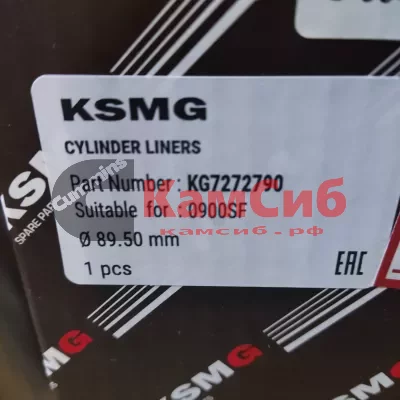 KSMG
CYLINDER LINERS
Part Number : KG7272790
Suitable for : 0900SF
Ø 89.50 mm
1 pcs
EAC
КамСиб
камсиб.рф
SPARE PARTS
Cummins
KSMG
KSMG